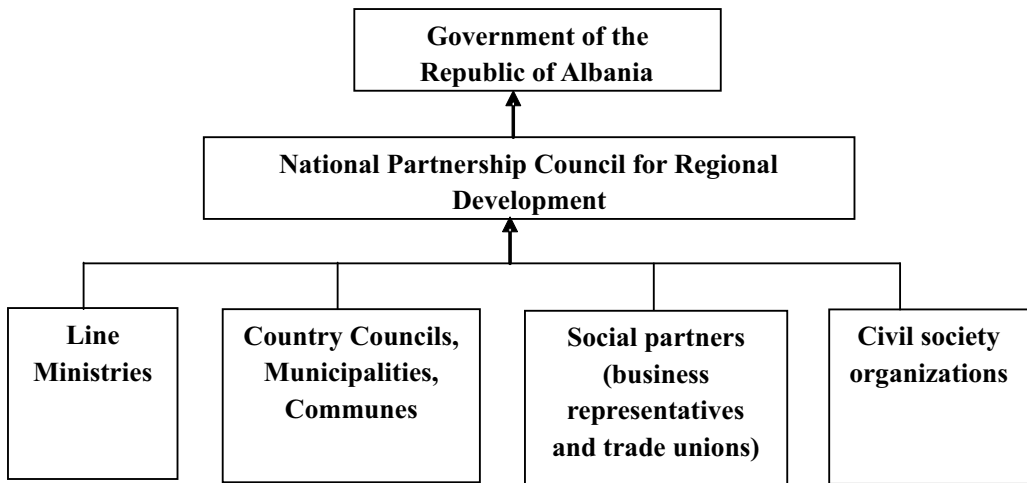 Government of the
Republic of Albania
National Partnership Council for Regional
Development
Line
Ministries
Country Councils,
Municipalities,
Communes
Social partners
(business
representatives
and trade unions)
Civil society
organizations